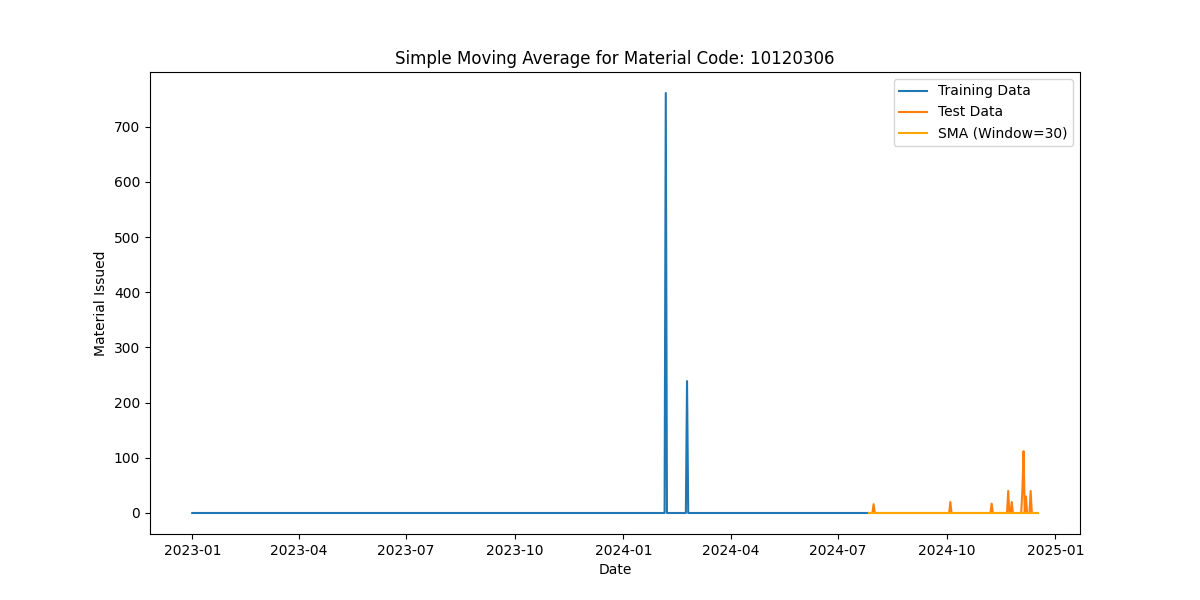 Simple Moving Average for Material Code: 10120306
Training Data
Test Data
SMA (Window=30)
Material Issued
700
600
500
400
300
200
100
0
2023-01 2023-04 2023-07 2023-10 2024-01 2024-04 2024-07 2024-10 2025-01
Date